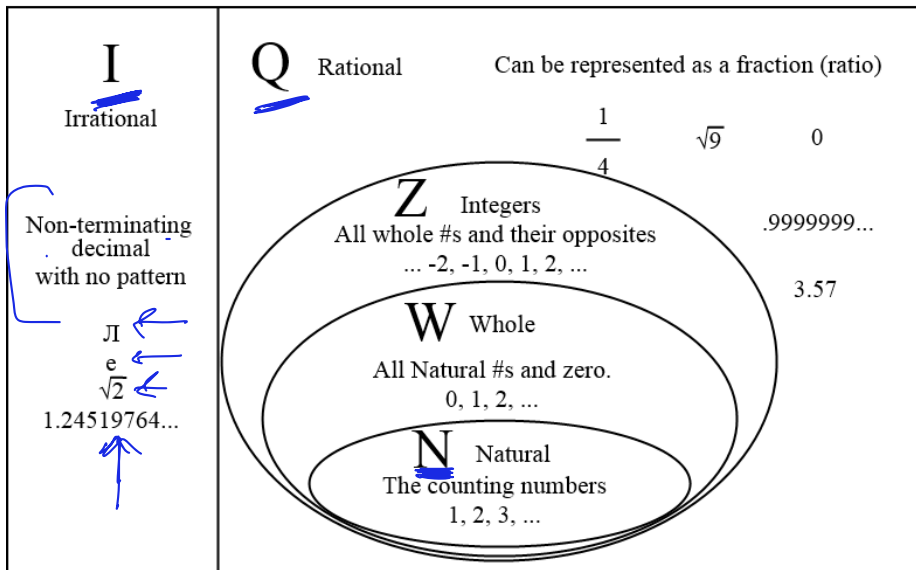 I
Irrational
Non-terminating
decimal
with no pattern
Л
e
√2
1.24519764...
Q Rational Can be represented as a fraction (ratio)
1/4 √9 0
.9999999...
3.57
Z Integers
All whole #s and their opposites
... -2, -1, 0, 1, 2, ...
W Whole
All Natural #s and zero.
0, 1, 2, ...
N Natural
The counting numbers
1, 2, 3, ...